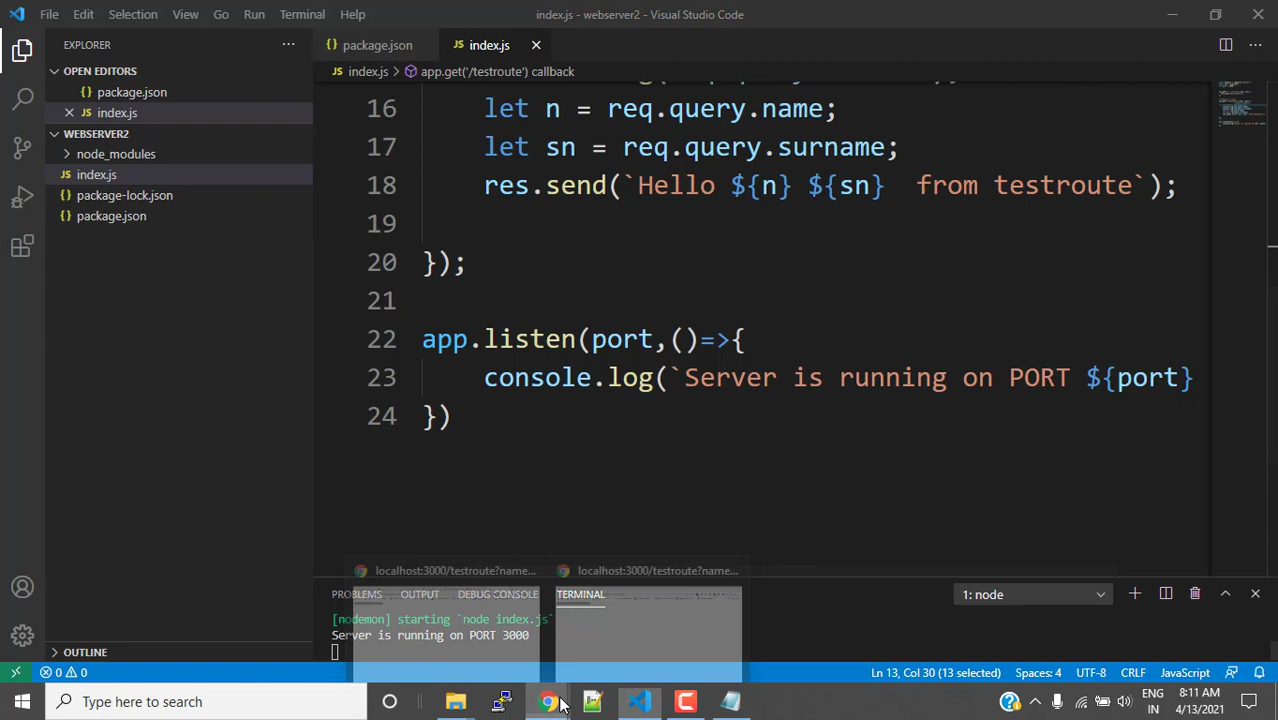 File Edit Selection View Go Run Terminal Help index.js - webserver2 - Visual Studio Code
EXPLORER
OPEN EDITORS
package.json
index.js
WEBSERVER2
node_modules
index.js
package-lock.json
package.json
OUTLINE
package.json index.js
index.js app.get('/testroute') callback
16 let n = req.query.name;
17 let sn = req.query.surname;
18 res.send(`Hello ${n} ${sn}  from testroute`);
19
20 });
21
22 app.listen(port,()=>{
23 console.log(`Server is running on PORT ${port}
24 })
localhost:3000/testroute?name... localhost:3000/testroute?name...
PROBLEMS OUTPUT DEBUG CONSOLE TERMINAL 1: node
[nodemon] starting `node index.js`
Server is running on PORT 3000
0 0 Ln 13, Col 30 (13 selected) Spaces: 4 UTF-8 CRLF JavaScript
Type here to search
ENG
IN
8:11 AM
4/13/2021